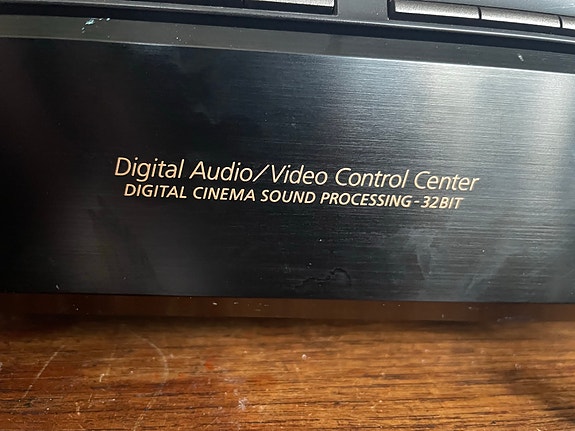 Digital Audio/Video Control Center
DIGITAL CINEMA SOUND PROCESSING-32BIT